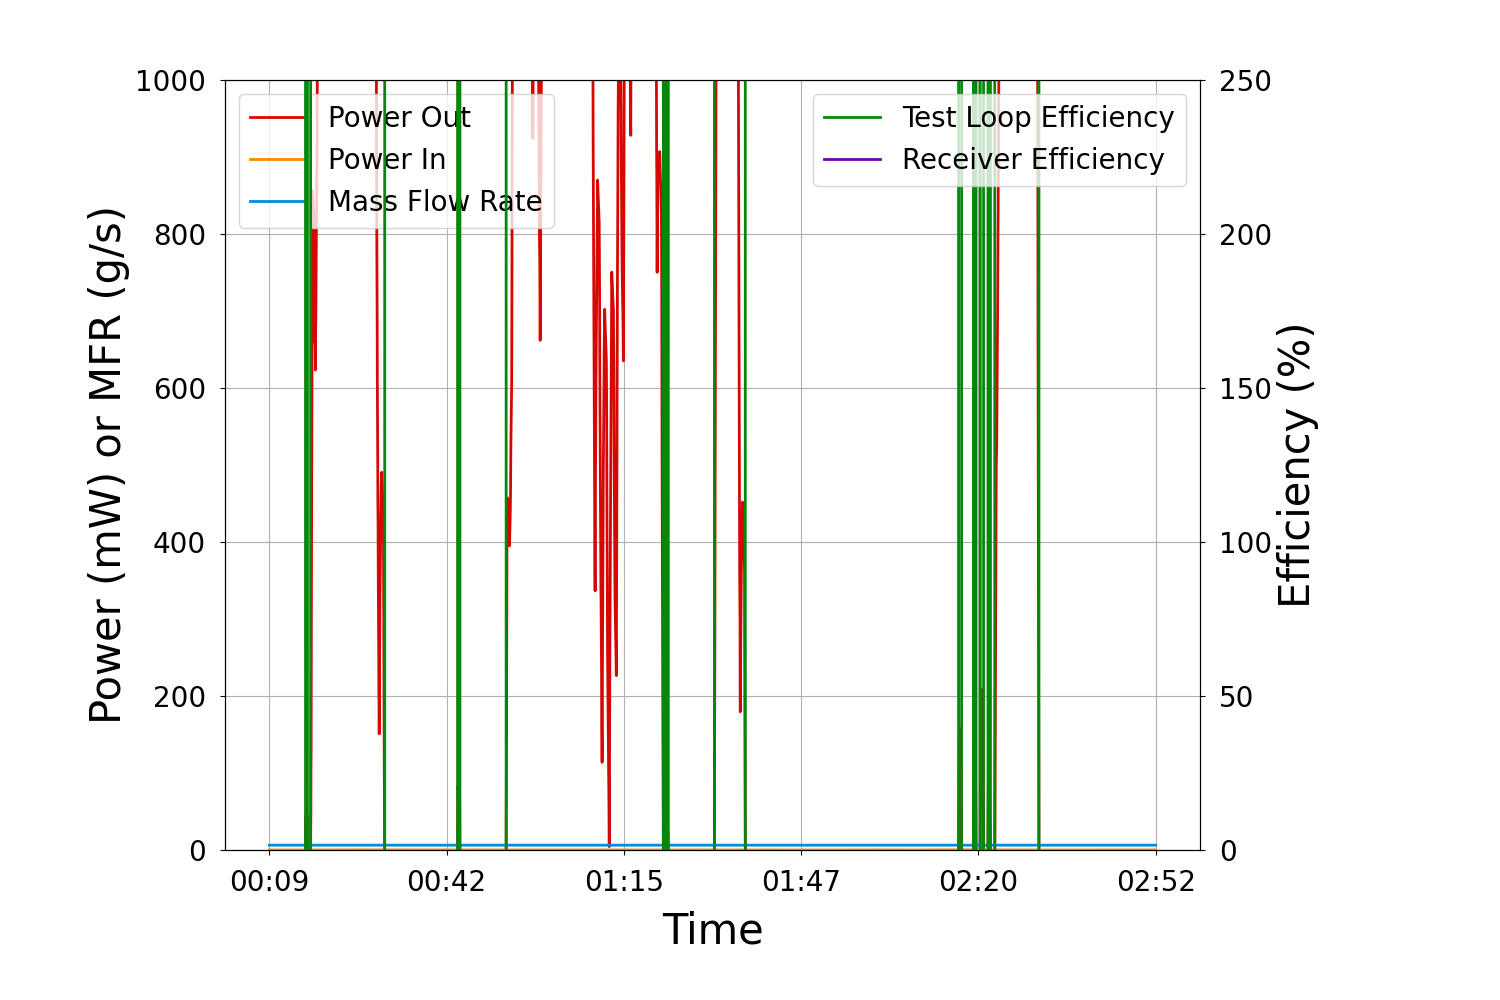 1000
800
600
400
200
0
Power (mW) or MFR (g/s)
Power Out
Power In
Mass Flow Rate
Test Loop Efficiency
Receiver Efficiency
250
200
150
100
50
0
Efficiency (%)
00:09 00:42 01:15 01:47 02:20 02:52
Time